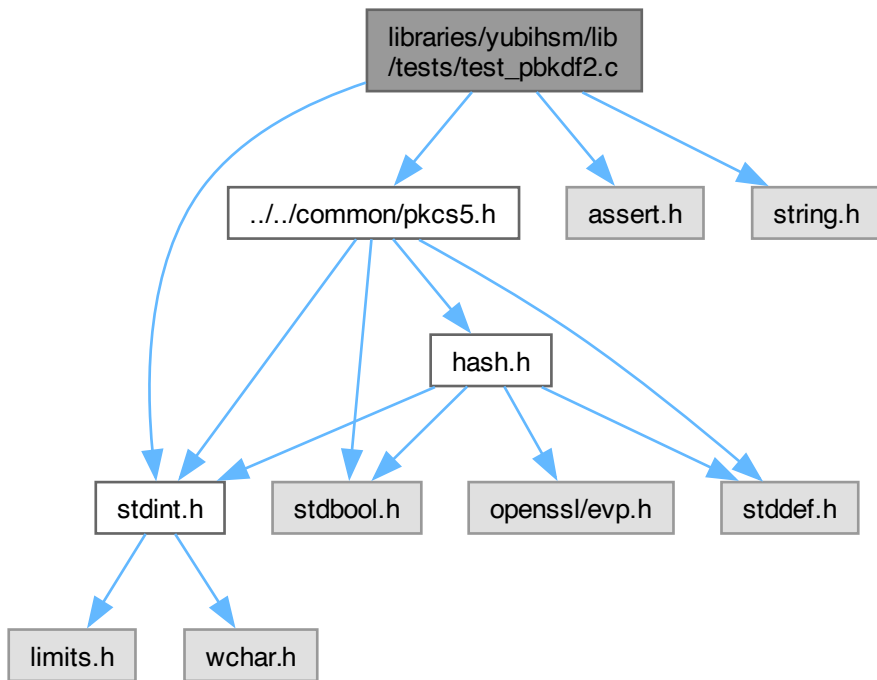 libraries/yubihsm/lib
/tests/test_pbkdf2.c
../../common/pkcs5.h
assert.h
string.h
hash.h
stdint.h
stdbool.h
openssl/evp.h
stddef.h
limits.h
wchar.h